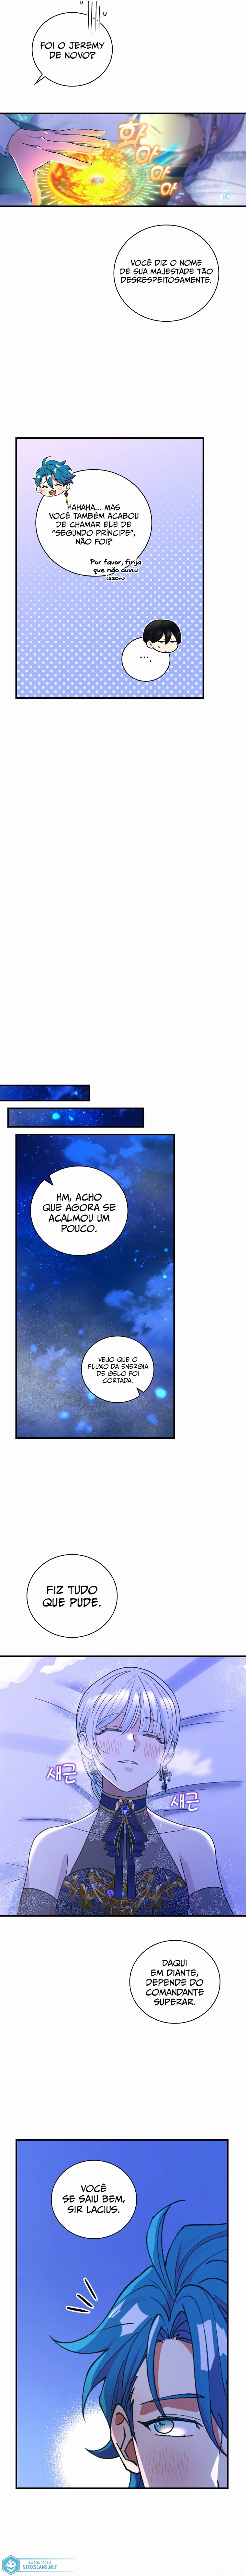 FOI O JEREMY
DE NOVO?
화
아
아
아
VOCÊ DIZ O NOME
DE SUA MAJESTADE TÃO
DESRESPEITOSAMENTE.
HAHAHA... MAS
VOCÊ TAMBÉM ACABOU
DE CHAMAR ELE DE
"SEGUNDO PRÍNCIPE",
NÃO FOI?
Por favor, finja
que não ouviu
isso~
...
HM, ACHO
QUE AGORA SE
ACALMOU UM
POUCO.
VEJO QUE O
FLUXO DA ENERGIA
DE GELO FOI
CORTADA.
FIZ TUDO
QUE PUDE.
새근
새근
DAQUI
EM DIANTE,
DEPENDE DO
COMANDANTE
SUPERAR.
VOCÊ
SE SAIU BEM,
SIR LACIUS.
NEOXSCANS.NET